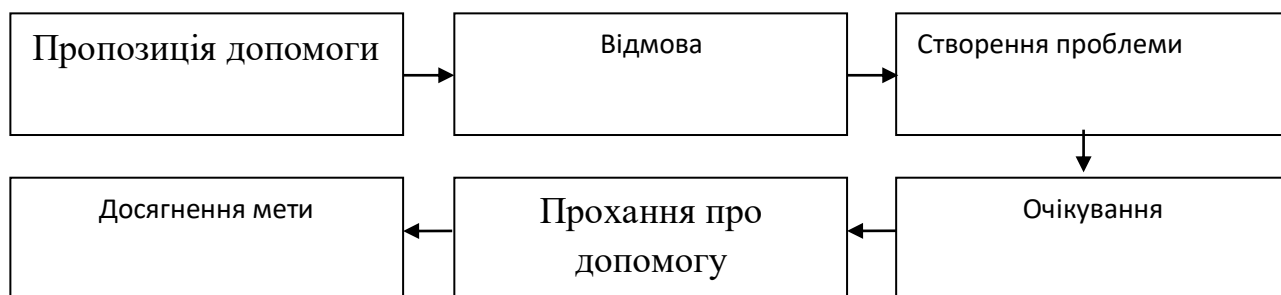 Пропозиція допомоги
Відмова
Створення проблеми
Очікування
Прохання про
допомогу
Досягнення мети